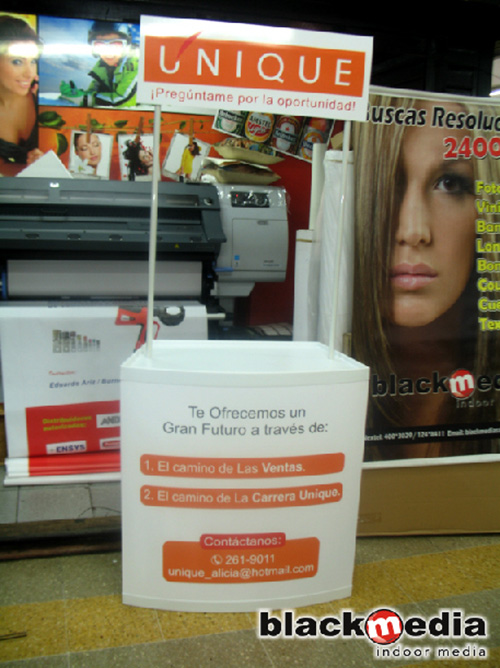 UNIQUE
¡Pregúntame por la oportunidad!
uscas Resoluc
2400
blackmedia
indoor
Te Ofrecemos un
Gran Futuro a través de:
1. El camino de Las Ventas.
2. El camino de La Carrera Unique.
Contáctanos:
261-9011
unique_alicia@hotmail.com
ENSYS
blackmedia
indoor media